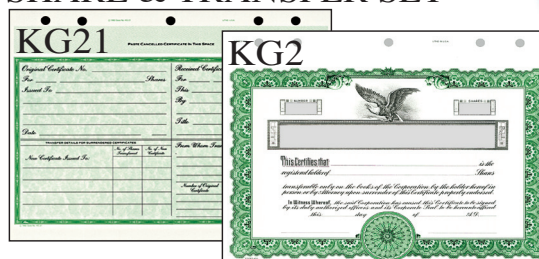 SHARE & TRANSFER SET
KG21
PASTE CANCELLED CERTIFICATE IN THIS SPACE
Original Certificate No.
For Shares
Issued To
Date
Received Certific
For
This
By
Title
TRANSFER DETAILS FOR SURRENDERED CERTIFICATES
New Certificate Issued To:
No. of Shares Transferred
No. of New Certificate
From Whom Tran
Number of Original Certificate
KG2
NUMBER
SHARES
This Certifies that
is the
registered holder of Shares
transferable only on the books of the Corporation by the holder hereof in
person or by Attorney upon surrender of this Certificate properly endorsed.
In Witness Whereof, the said Corporation has caused this Certificate to be signed
by its duly authorized officers and its Corporate Seal to be hereunto affixed
this day of A.D.